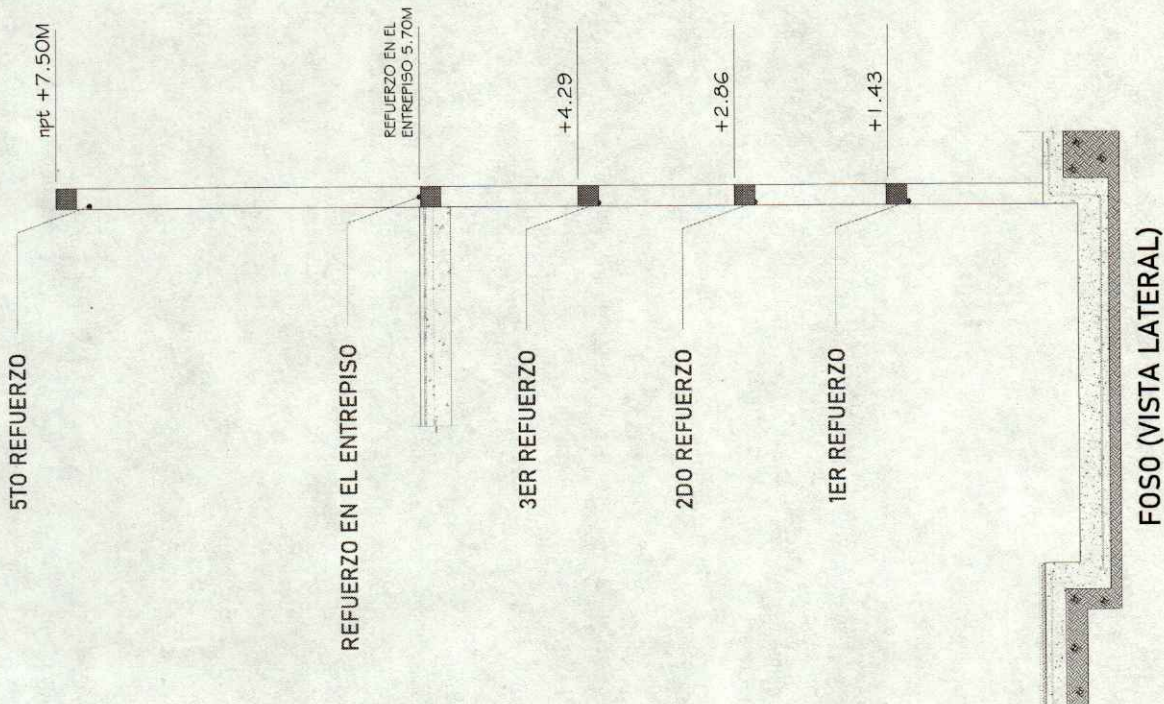 npt +7.50M
5TO REFUERZO
REFUERZO EN EL
ENTREPISO 5.70M
REFUERZO EN EL ENTREPISO
+4.29
3ER REFUERZO
+2.86
2DO REFUERZO
+1.43
1ER REFUERZO
FOSO (VISTA LATERAL)